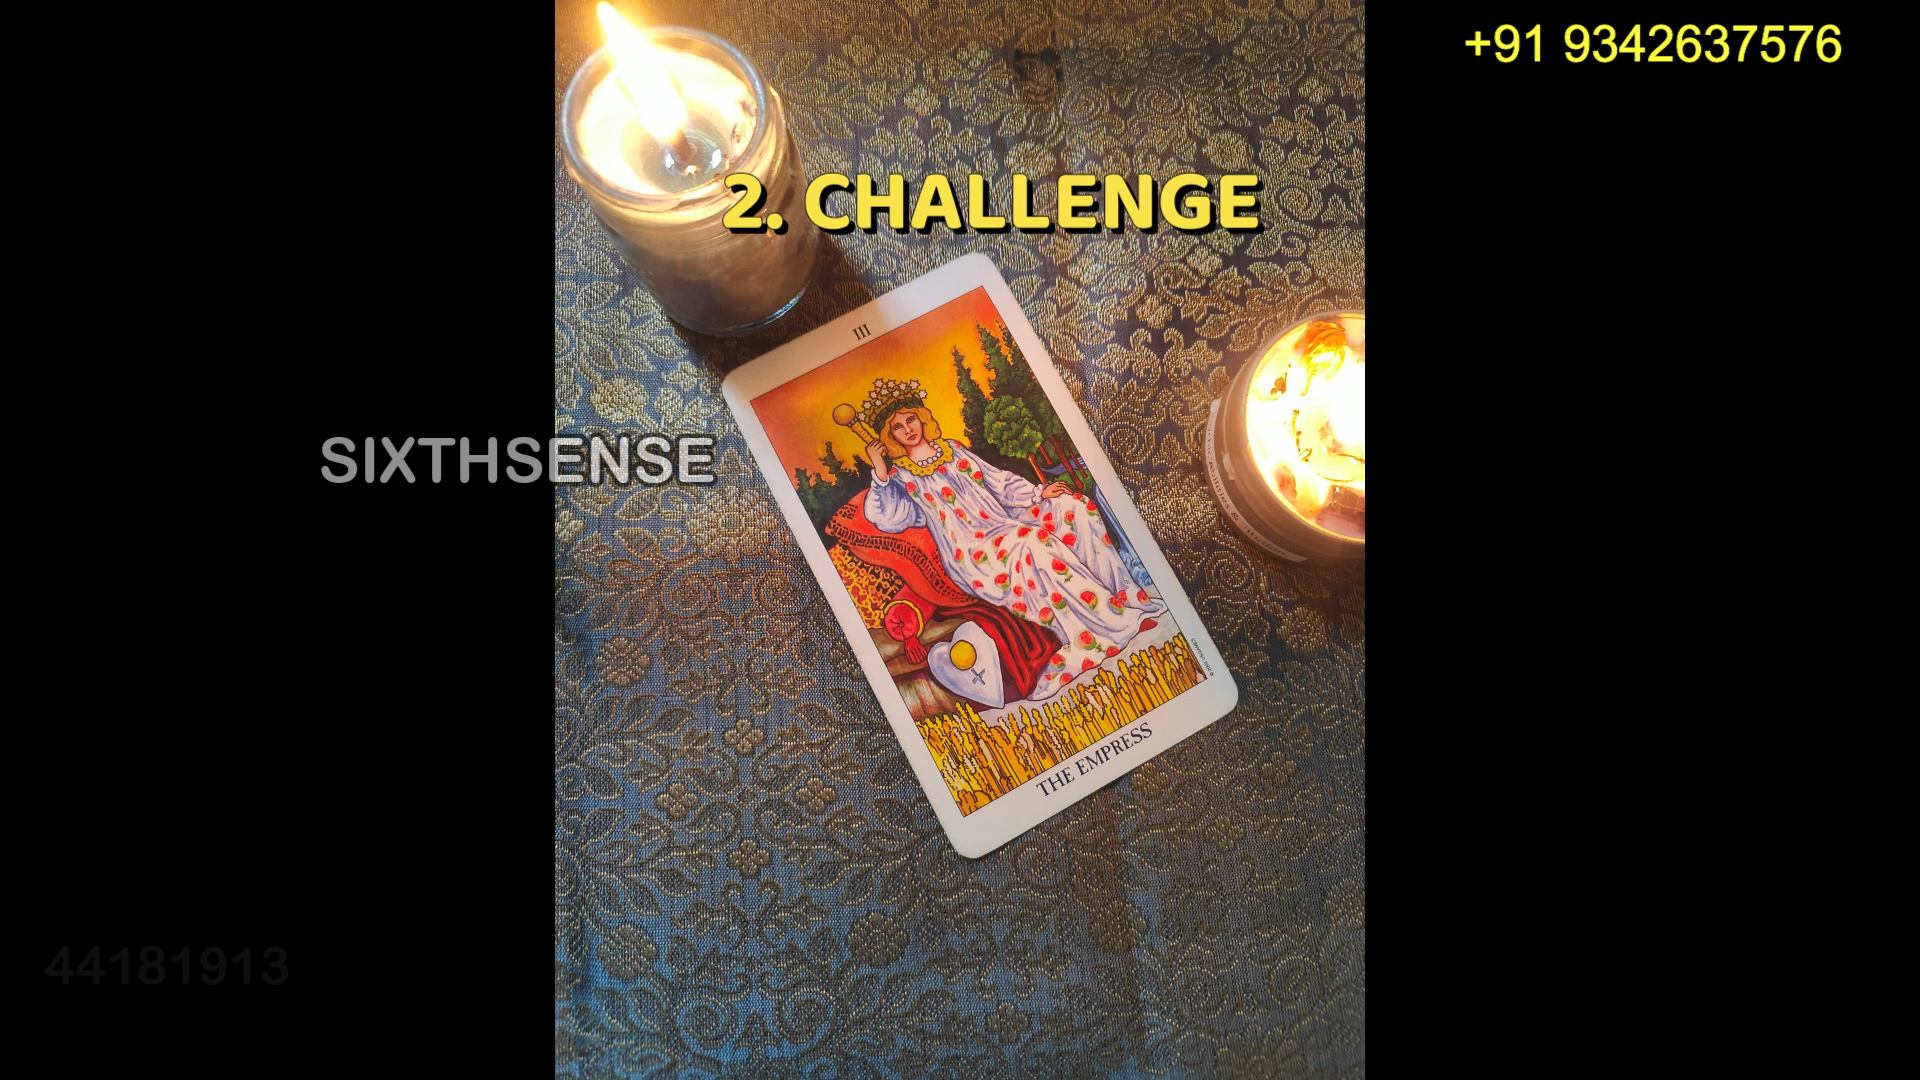 +91 9342637576
2. CHALLENGE
III
SIXTHSENSE
THE EMPRESS
44181913